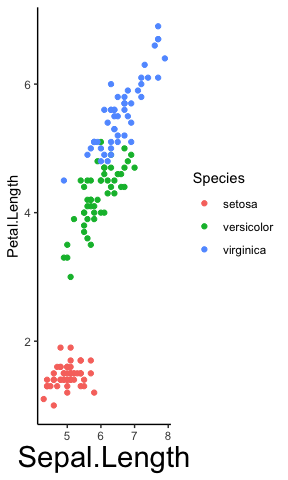 Petal.Length
6
4
2
5 6 7 8
Sepal.Length
Species
setosa
versicolor
virginica